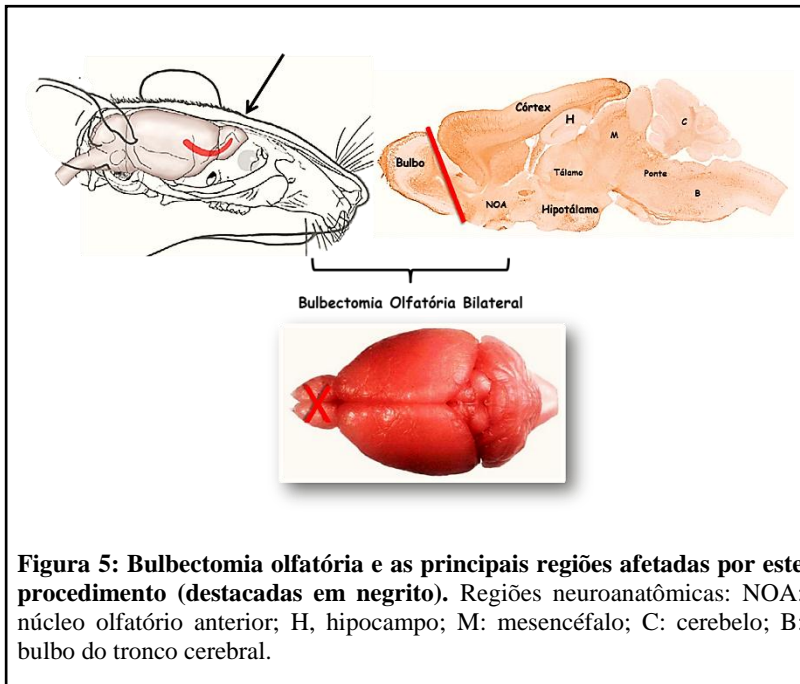 Córtex
H
M
C
Bulbo
Tálamo
Ponte
B
NOA
Hipotálamo
Bulbectomia Olfatória Bilateral
X
Figura 5: Bulbectomia olfatória e as principais regiões afetadas por este
procedimento (destacadas em negrito). Regiões neuroanatômicas: NOA:
núcleo olfatório anterior; H, hipocampo; M: mesencéfalo; C: cerebelo; B:
bulbo do tronco cerebral.